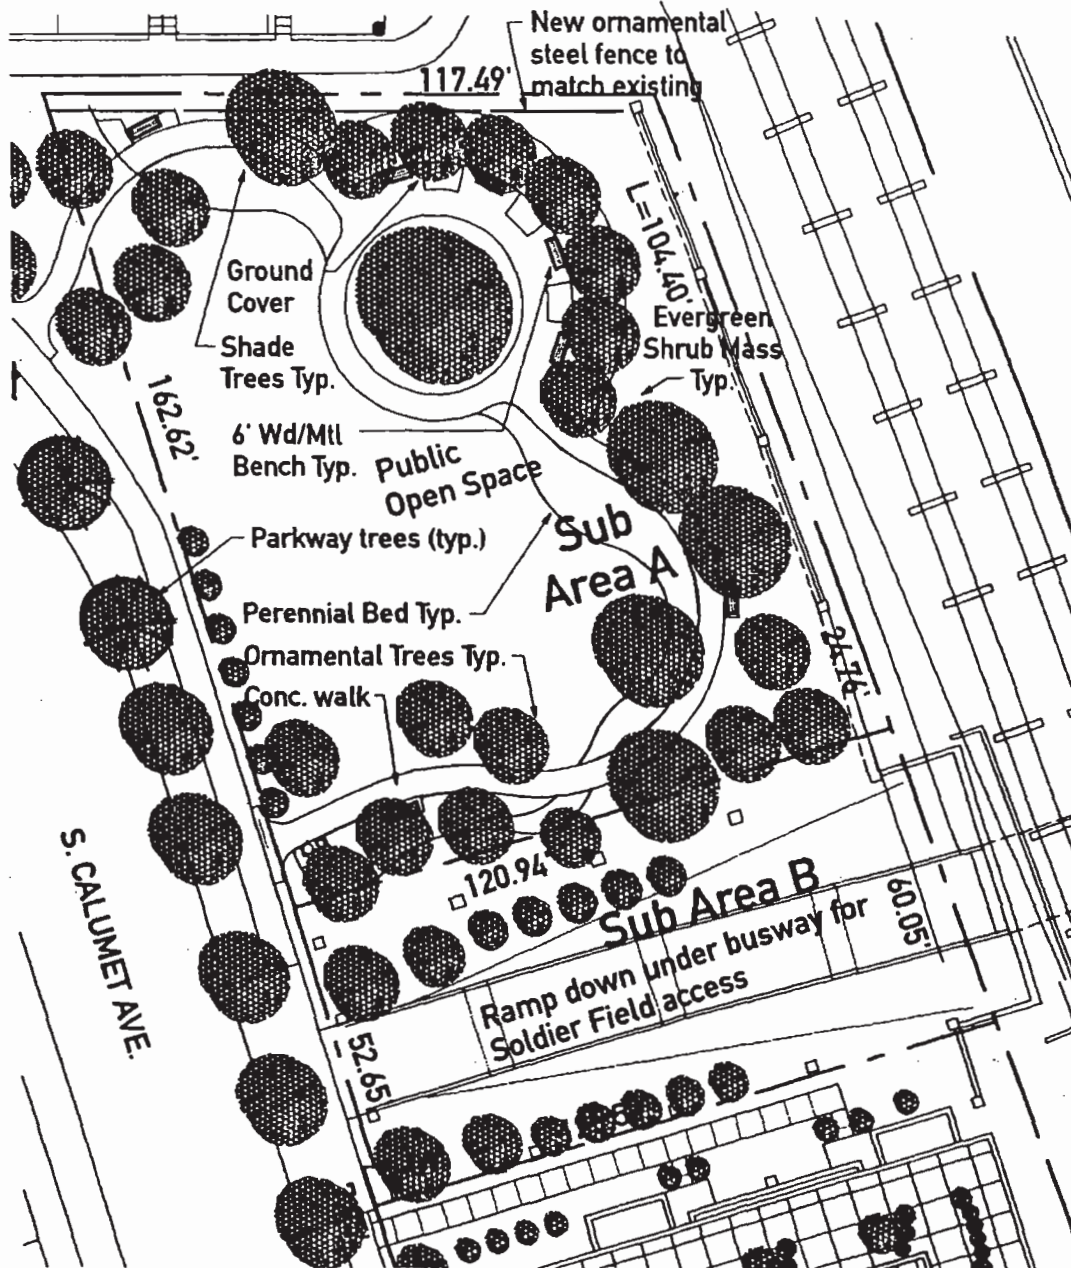 New ornamental
steel fence to
match existing
117.49'
L=104.40'
Ground
Cover
Evergreen
Shrub Mass
Typ.
Shade
Trees Typ.
162.62'
6' Wd/Mtl
Bench Typ.
Public
Open Space
Sub
Area A
Parkway trees (typ.)
Perennial Bed Typ.
Ornamental Trees Typ.
24.76'
Conc. walk
S. CALUMET AVE.
120.94'
Sub Area B
60.05'
Ramp down under busway for
Soldier Field access
52.65'